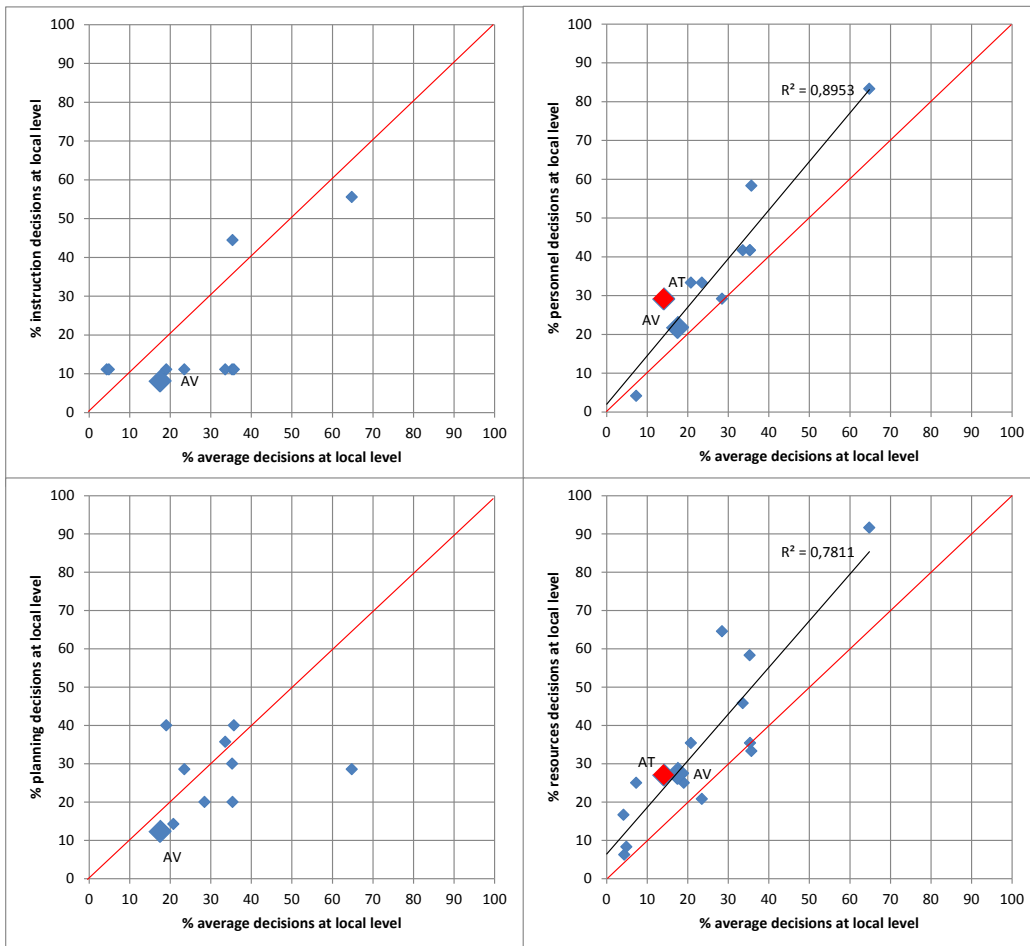 % instruction decisions at local level
100
90
80
70
60
50
40
30
20
10
0
AV
0 10 20 30 40 50 60 70 80 90 100
% average decisions at local level
% personnel decisions at local level
100
90
80
70
60
50
40
30
20
10
0
R² = 0,8953
AT
AV
0 10 20 30 40 50 60 70 80 90 100
% average decisions at local level
% planning decisions at local level
100
90
80
70
60
50
40
30
20
10
0
AV
0 10 20 30 40 50 60 70 80 90 100
% average decisions at local level
% resources decisions at local level
100
90
80
70
60
50
40
30
20
10
0
R² = 0,7811
AT
AV
0 10 20 30 40 50 60 70 80 90 100
% average decisions at local level